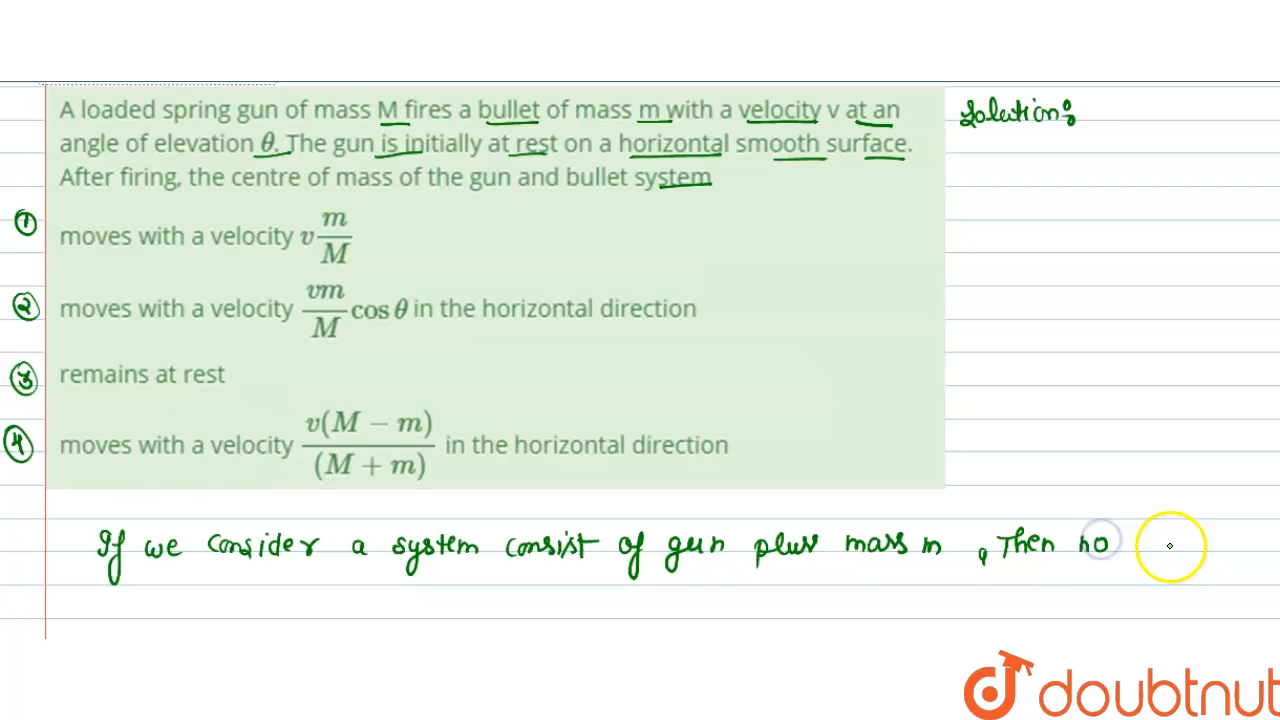 A loaded spring gun of mass M fires a bullet of mass m with a velocity v at an
angle of elevation θ. The gun is initially at rest on a horizontal smooth surface.
After firing, the centre of mass of the gun and bullet system
Solution:
① moves with a velocity v m/M
② moves with a velocity vm/M cos θ in the horizontal direction
③ remains at rest
④ moves with a velocity v(M − m)/(M + m) in the horizontal direction
If we consider a system consist of gun plus mass m , Then no
doubtnut